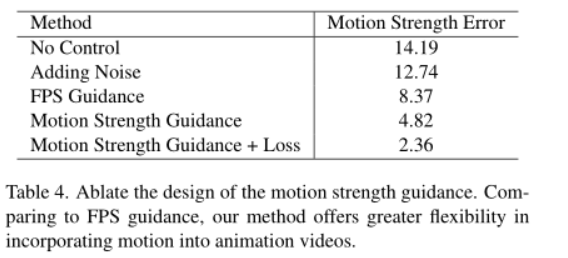 Method Motion Strength Error
No Control 14.19
Adding Noise 12.74
FPS Guidance 8.37
Motion Strength Guidance 4.82
Motion Strength Guidance + Loss 2.36
Table 4. Ablate the design of the motion strength guidance. Com-
paring to FPS guidance, our method offers greater flexibility in
incorporating motion into animation videos.